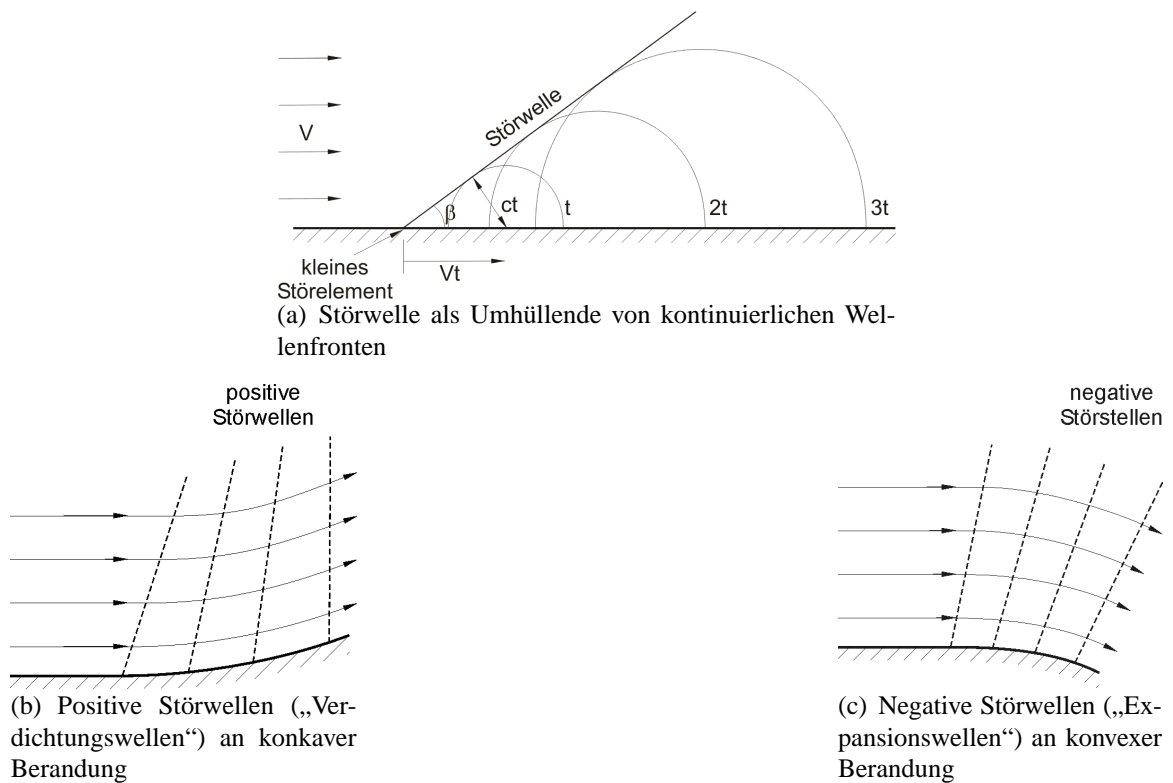 V
Störwelle
β
ct
t
2t
3t
kleines
Störelement
Vt
(a) Störwelle als Umhüllende von kontinuierlichen Wel-
lenfronten
positive
Störwellen
(b) Positive Störwellen („Ver-
dichtungswellen“) an konkaver
Berandung
negative
Störstellen
(c) Negative Störwellen („Ex-
pansionswellen“) an konvexer
Berandung